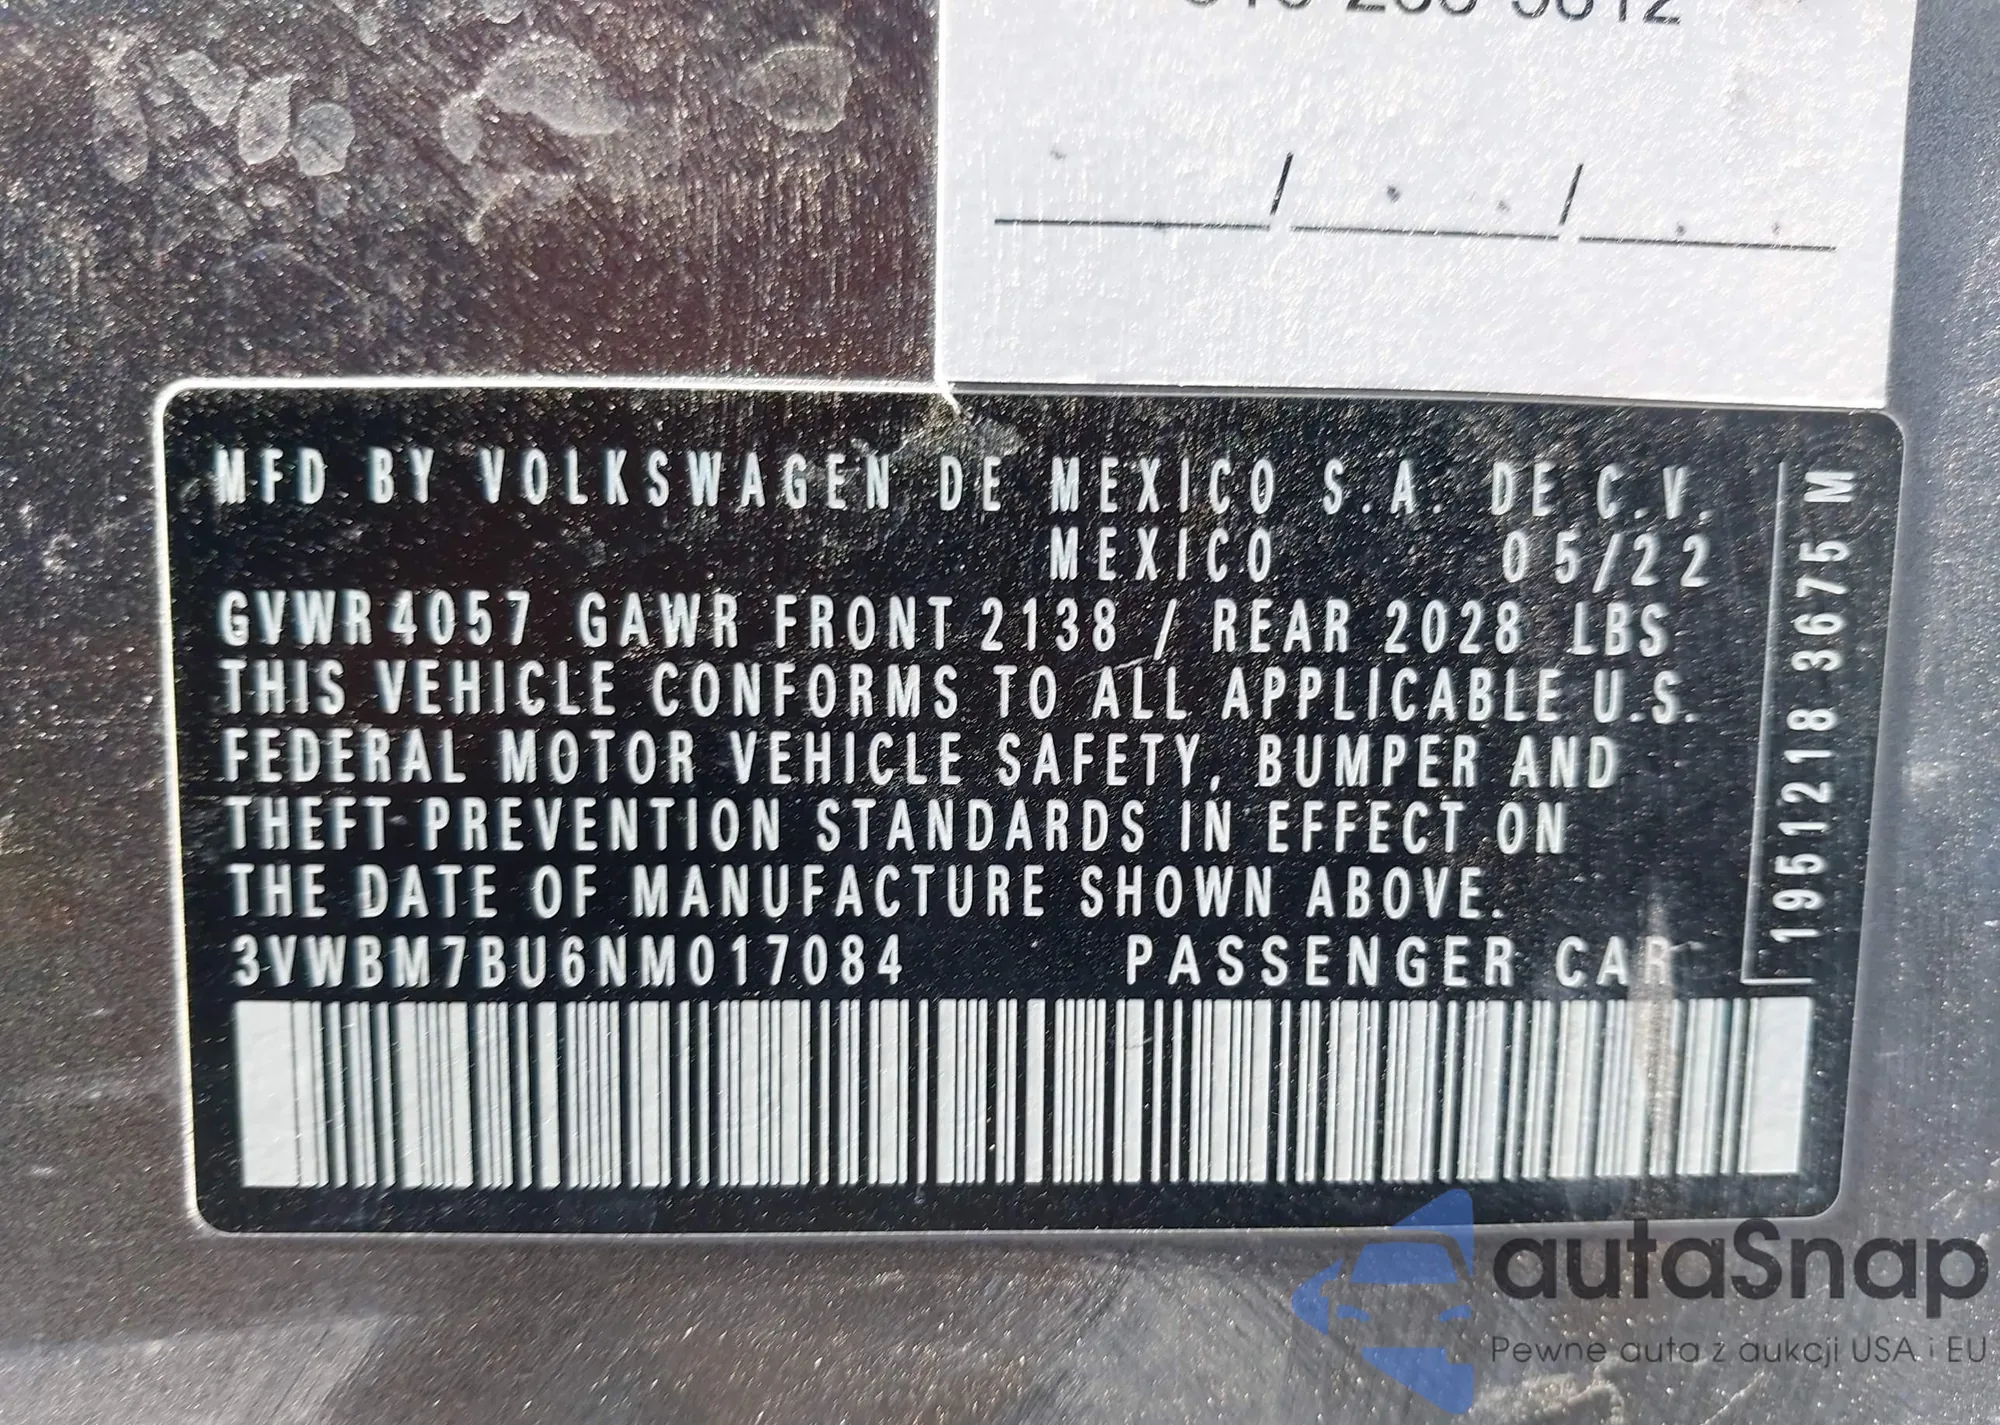 MFD BY VOLKSWAGEN DE MEXICO S.A. DE C.V.
MEXICO 05/22
GVWR 4057 GAWR FRONT 2138 / REAR 2028 LBS
THIS VEHICLE CONFORMS TO ALL APPLICABLE U.S.
FEDERAL MOTOR VEHICLE SAFETY, BUMPER AND
THEFT PREVENTION STANDARDS IN EFFECT ON
THE DATE OF MANUFACTURE SHOWN ABOVE.
3VWBM7BU6NM017084 PASSENGER CAR
1951218 3675 M
autaSnap
Pewne auta z aukcji USA i EU